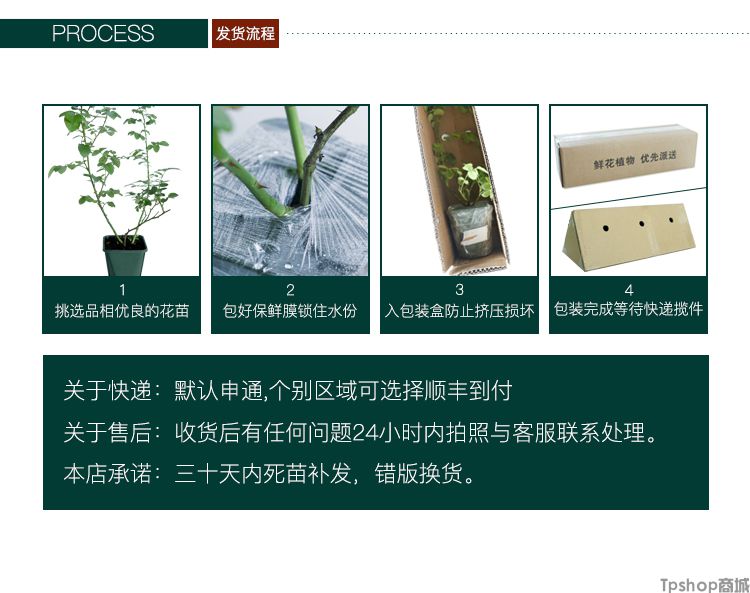 PROCESS 发货流程
鲜花植物 优先派送
1
挑选品相优良的花苗
2
包好保鲜膜锁住水份
3
入包装盒防止挤压损坏
4
包装完成等待快递揽件
关于快递：默认申通,个别区域可选择顺丰到付
关于售后：收货后有任何问题24小时内拍照与客服联系处理。
本店承诺：三十天内死苗补发，错版换货。
Tpshop商城